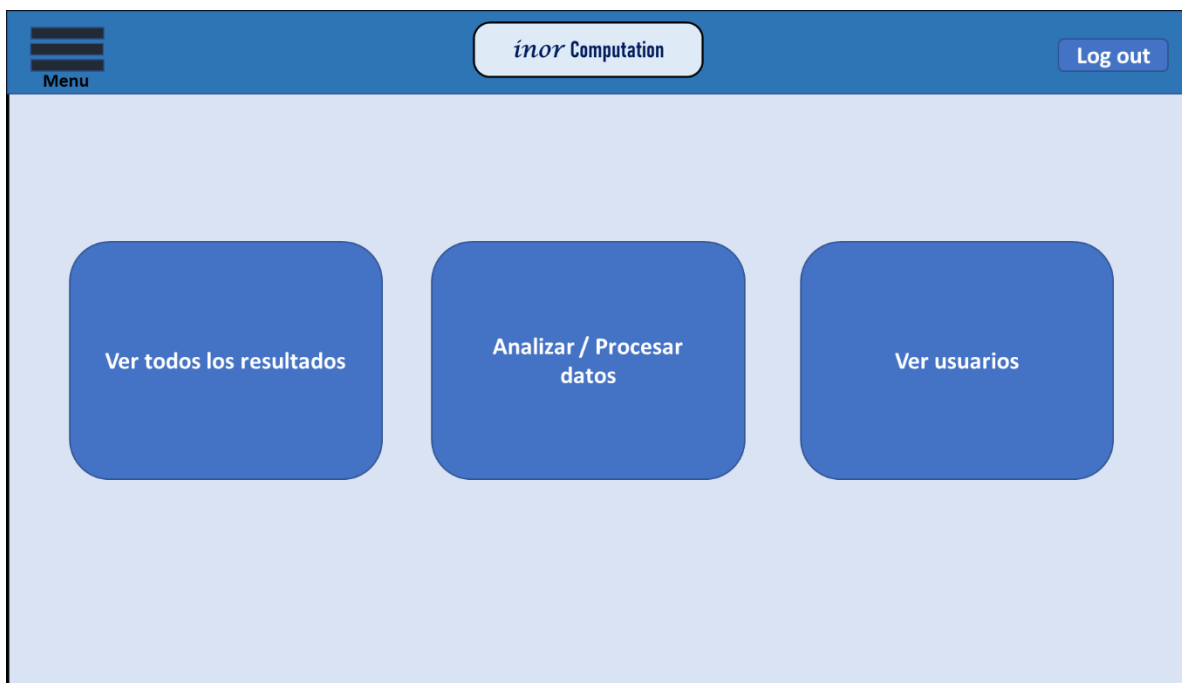 ínor Computation
Log out
Menu
Ver todos los resultados
Analizar / Procesar
datos
Ver usuarios